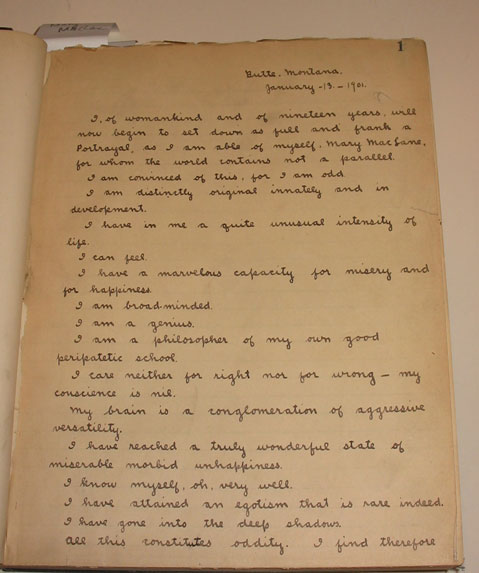 1
Butte, Montana.
January -13.- 1901.
I, of womankind and of nineteen years, will
now begin to set down as full and frank a
Portrayal, as I am able of myself, Mary MacLane,
for whom the world contains not a parallel.
I am convinced of this, for I am odd.
I am distinctly original innately and in
development.
I have in me a quite unusual intensity of
life.
I can feel.
I have a marvelous capacity for misery and
for happiness.
I am broad-minded.
I am a genius.
I am a philosopher of my own good
peripatetic school.
I care neither for right nor for wrong — my
conscience is nil.
My brain is a conglomeration of aggressive
versatility.
I have reached a truly wonderful state of
miserable morbid unhappiness.
I know myself, oh, very well.
I have attained an egotism that is rare indeed.
I have gone into the deep shadows.
All this constitutes oddity. I find therefore